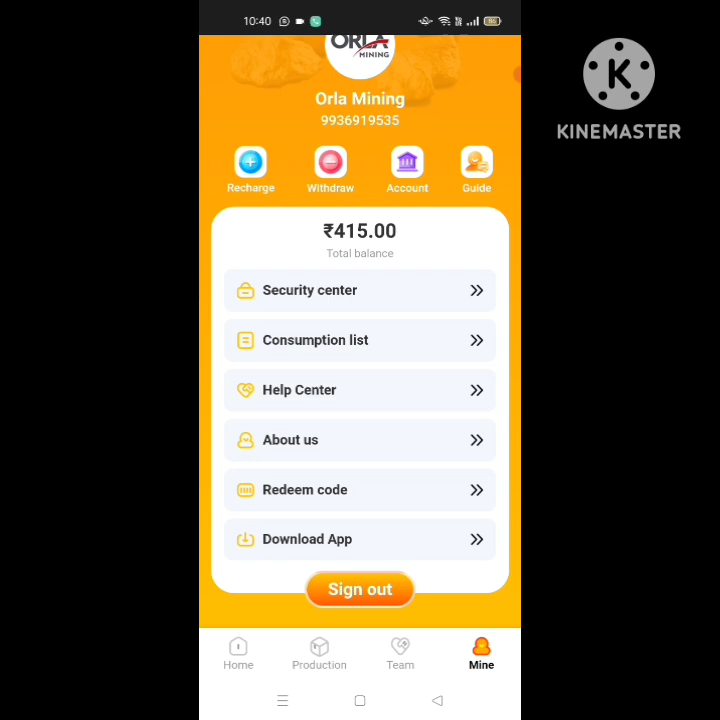 10:40
ORLA
MINING
Orla Mining
9936919535
Recharge
Withdraw
Account
Guide
₹415.00
Total balance
Security center
Consumption list
Help Center
About us
Redeem code
Download App
Sign out
Home
Production
Team
Mine
K
KINEMASTER